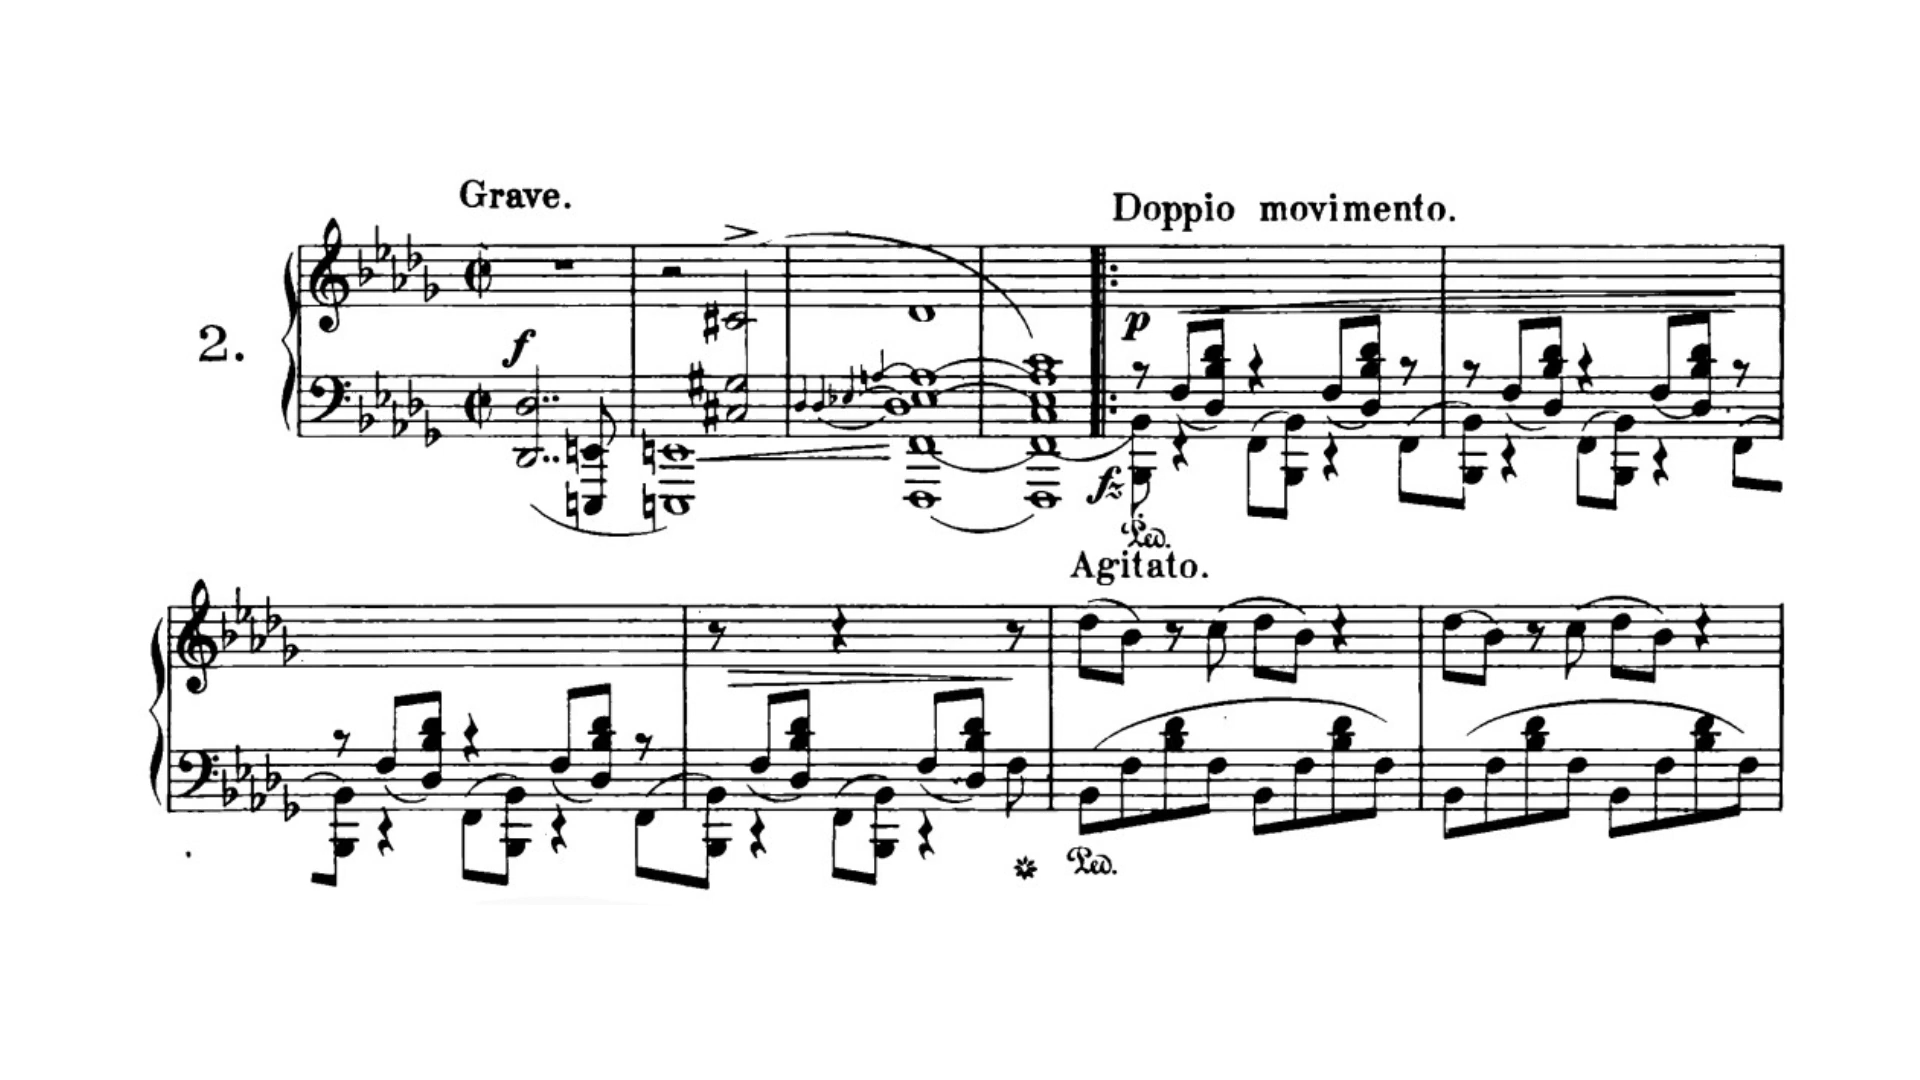 Grave.
Doppio movimento.
2.
f
p
fz
Ped.
Agitato.
Ped.